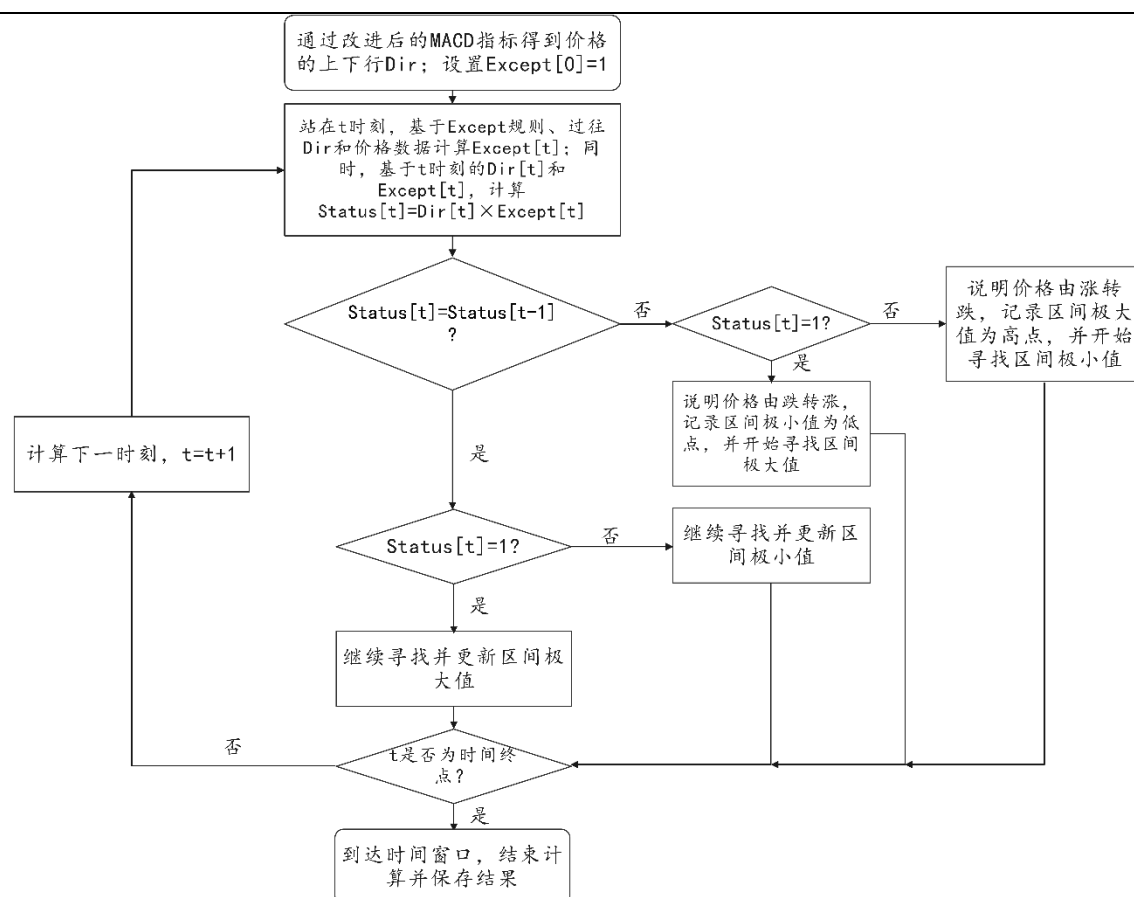 通过改进后的MACD指标得到价格
的上下行Dir；设置Except[0]=1
站在t时刻，基于Except规则、过往
Dir和价格数据计算Except[t]；同
时，基于t时刻的Dir[t]和
Except[t]，计算
Status[t]=Dir[t]×Except[t]
Status[t]=Status[t-1]
?
否
Status[t]=1?
否
说明价格由涨转
跌，记录区间极大
值为高点，并开始
寻找区间极小值
是
说明价格由跌转涨，
记录区间极小值为低
点，并开始寻找区间
极大值
计算下一时刻，t=t+1
是
Status[t]=1?
否
继续寻找并更新区
间极小值
是
继续寻找并更新区间极
大值
否
t是否为时间终
点？
是
到达时间窗口，结束计
算并保存结果